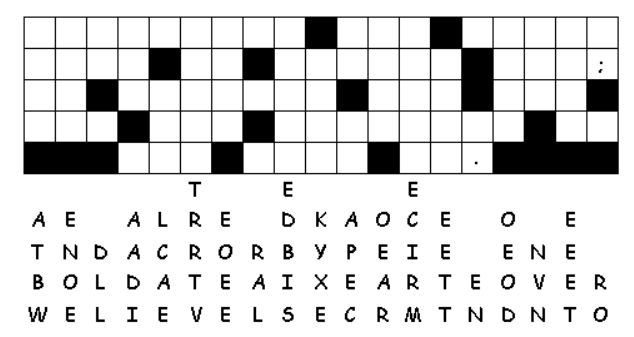 ;
.
T E E
A E A L R E D K A O C E O E
T N D A C R O R B Y P E I E E N E
B O L D A T E A I X E A R T E O V E R
W E L I E V E L S E C R M T N D N T O